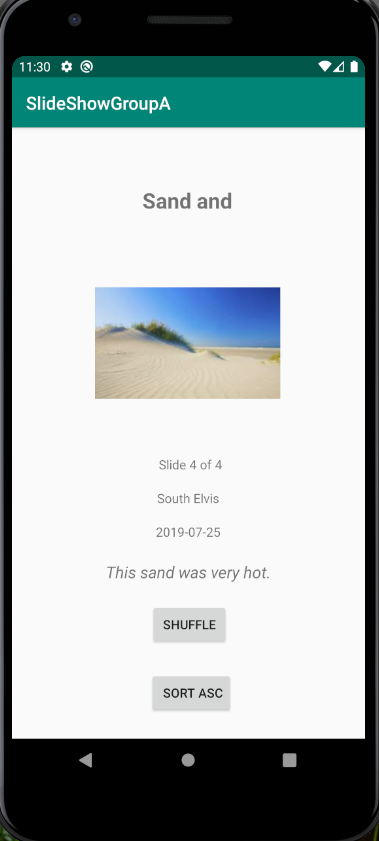 11:30
SlideShowGroupA
Sand and
Slide 4 of 4
South Elvis
2019-07-25
This sand was very hot.
SHUFFLE
SORT ASC